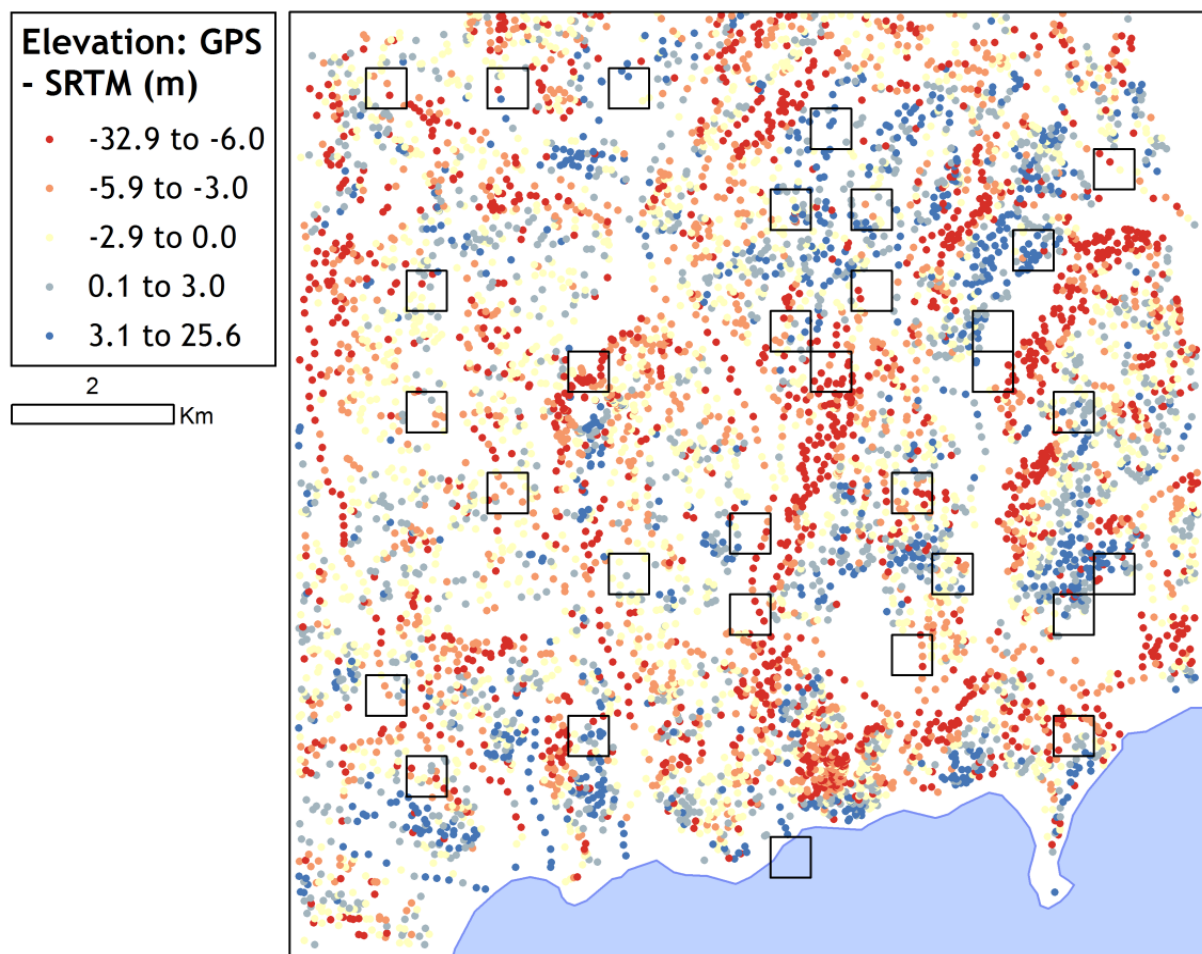 Elevation: GPS
- SRTM (m)
-32.9 to -6.0
-5.9 to -3.0
-2.9 to 0.0
0.1 to 3.0
3.1 to 25.6
2
Km